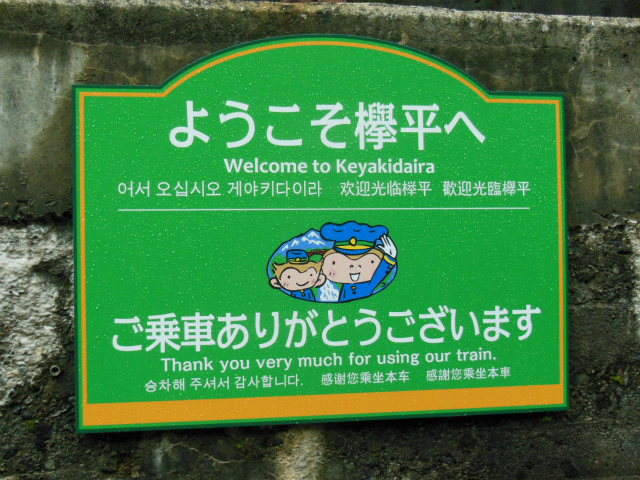 ようこそ欅平へ
Welcome to Keyakidaira
어서 오십시오 게야키다이라 欢迎光临榉平 歡迎光臨欅平
ご乗車ありがとうございます
Thank you very much for using our train.
승차해 주셔서 감사합니다. 感谢您乘坐本车 感謝您乘坐本車